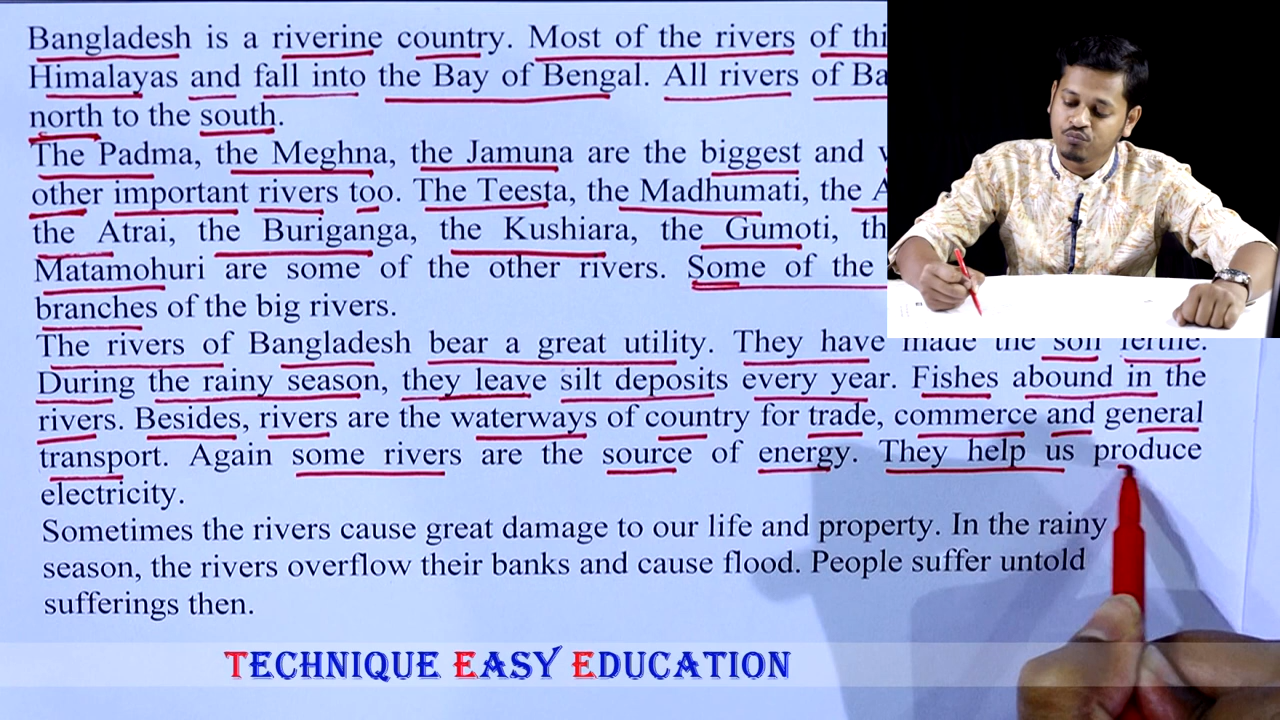 Bangladesh is a riverine country. Most of the rivers of
Himalayas and fall into the Bay of Bengal. All rivers of
north to the south.
The Padma, the Meghna, the Jamuna are the biggest and
other important rivers too. The Teesta, the Madhumati, the
the Atrai, the Buriganga, the Kushiara, the Gumoti,
Matamohuri are some of the other rivers. Some of the
branches of the big rivers.
The rivers of Bangladesh bear a great utility. They have made the soil fertile.
During the rainy season, they leave silt deposits every year. Fishes abound in the
rivers. Besides, rivers are the waterways of country for trade, commerce and general
transport. Again some rivers are the source of energy. They help us produce
electricity.
Sometimes the rivers cause great damage to our life and property. In the rainy
season, the rivers overflow their banks and cause flood. People suffer untold
sufferings then.
TECHNIQUE EASY EDUCATION